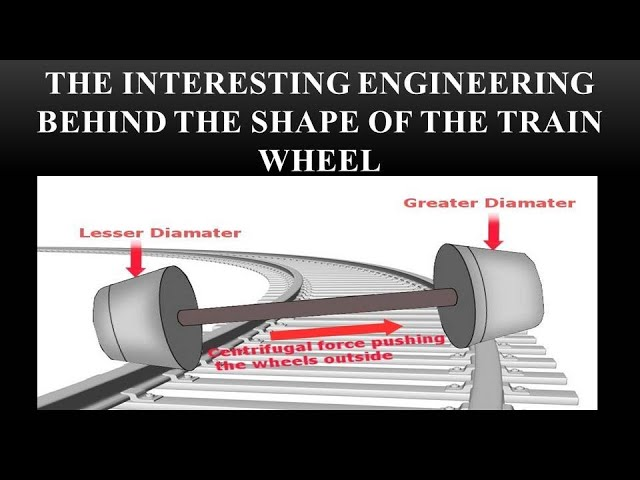 THE INTERESTING ENGINEERING
BEHIND THE SHAPE OF THE TRAIN
WHEEL
Greater Diamater
Lesser Diamater
Centrifugal force pushing
the wheels outside